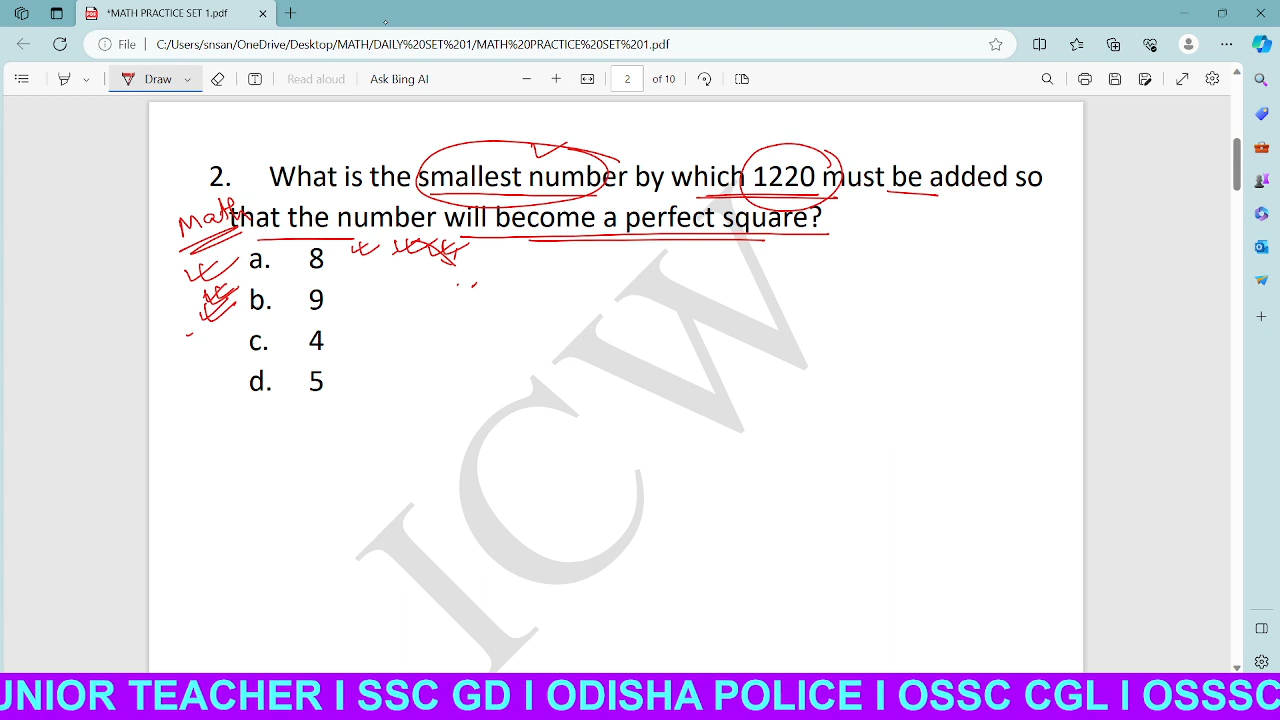 *MATH PRACTICE SET 1.pdf
File C:/Users/snsan/OneDrive/Desktop/MATH/DAILY%20SET%201/MATH%20PRACTICE%20SET%201.pdf
Draw Read aloud Ask Bing AI 2 of 10
2. What is the smallest number by which 1220 must be added so
that the number will become a perfect square?
Math
a. 8
b. 9
c. 4
d. 5
ICW
UNIOR TEACHER I SSC GD I ODISHA POLICE I OSSC CGL I OSSSC